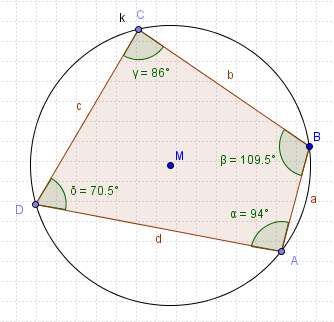 k C
γ = 86°
c
b
B
M
β = 109.5°
D
δ = 70.5°
a
α = 94°
d
A